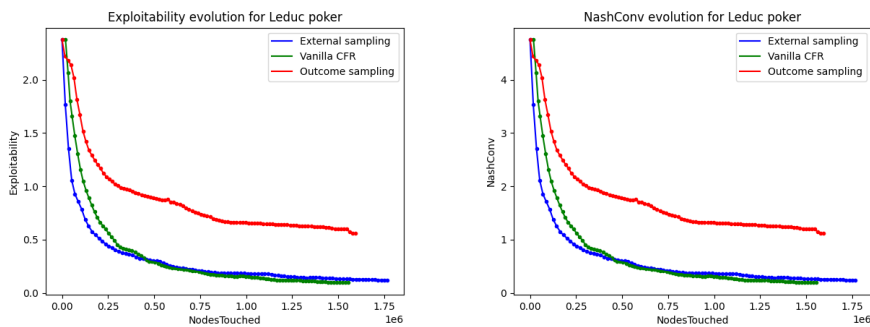 Exploitability evolution for Leduc poker
External sampling
Vanilla CFR
Outcome sampling
Exploitability
2.0
1.5
1.0
0.5
0.0
0.00 0.25 0.50 0.75 1.00 1.25 1.50 1.75
1e6
NodesTouched
NashConv evolution for Leduc poker
External sampling
Vanilla CFR
Outcome sampling
NashConv
4
3
2
1
0
0.00 0.25 0.50 0.75 1.00 1.25 1.50 1.75
1e6
NodesTouched